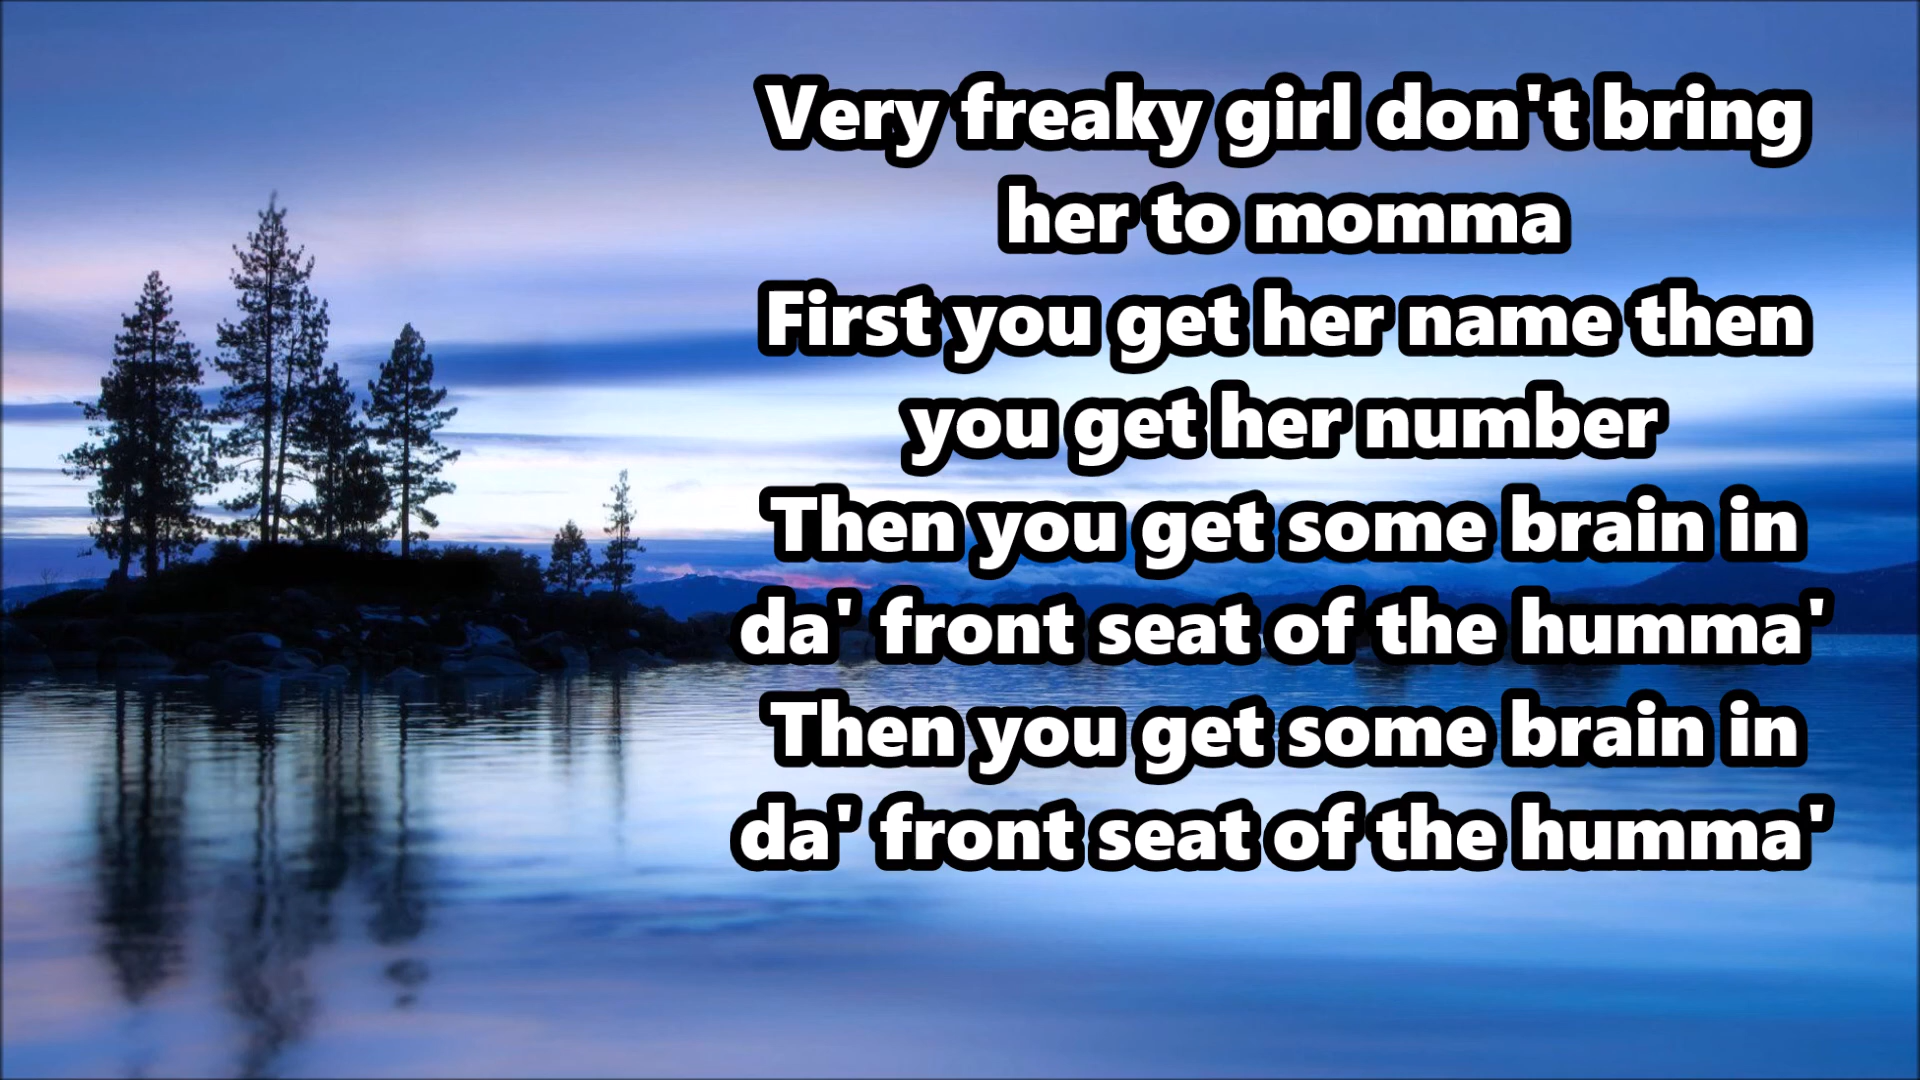 Very freaky girl don't bring
her to momma
First you get her name then
you get her number
Then you get some brain in
da' front seat of the humma'
Then you get some brain in
da' front seat of the humma'